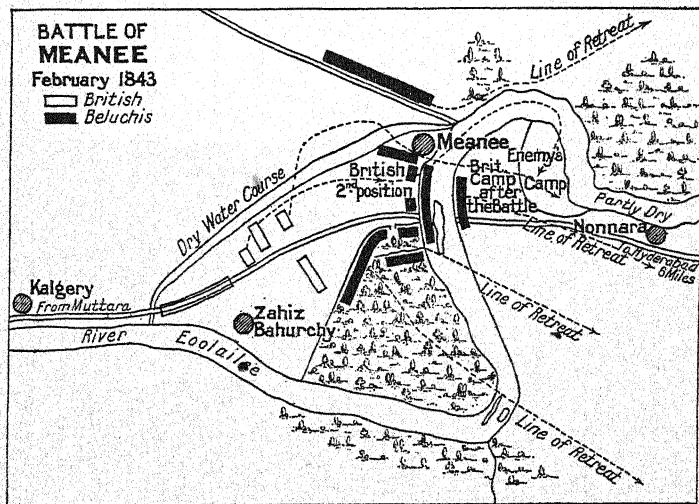 BATTLE OF
MEANEE
February 1843
British
Beluchis
Line of Retreat
Meanee
Enemy's
Camp
British
2nd position
Brit.
Camp
after
the Battle
Dry Water Course
Partly Dry
Nonnara
Line of Retreat
To Hyderabad
6 Miles
Kalgery
From Muttara
Zahiz
Bahurchy
River Eoolailee
Line of Retreat
Line of Retreat